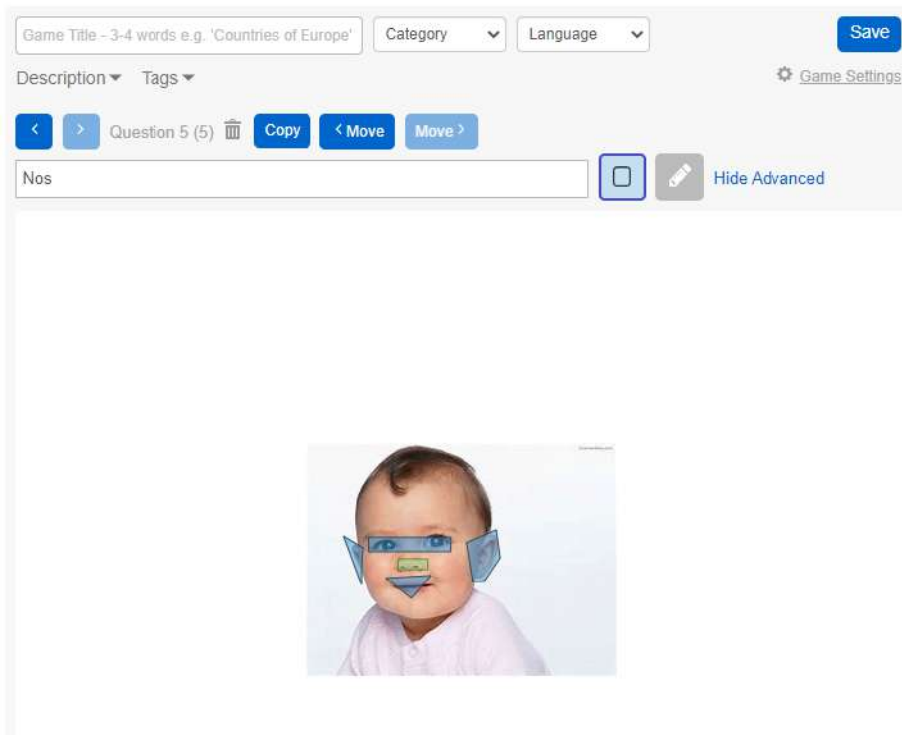 Game Title - 3-4 words e.g. 'Countries of Europe' Category Language Save
Description Tags Game Settings
< > Question 5 (5) Copy < Move Move >
Nos Hide Advanced